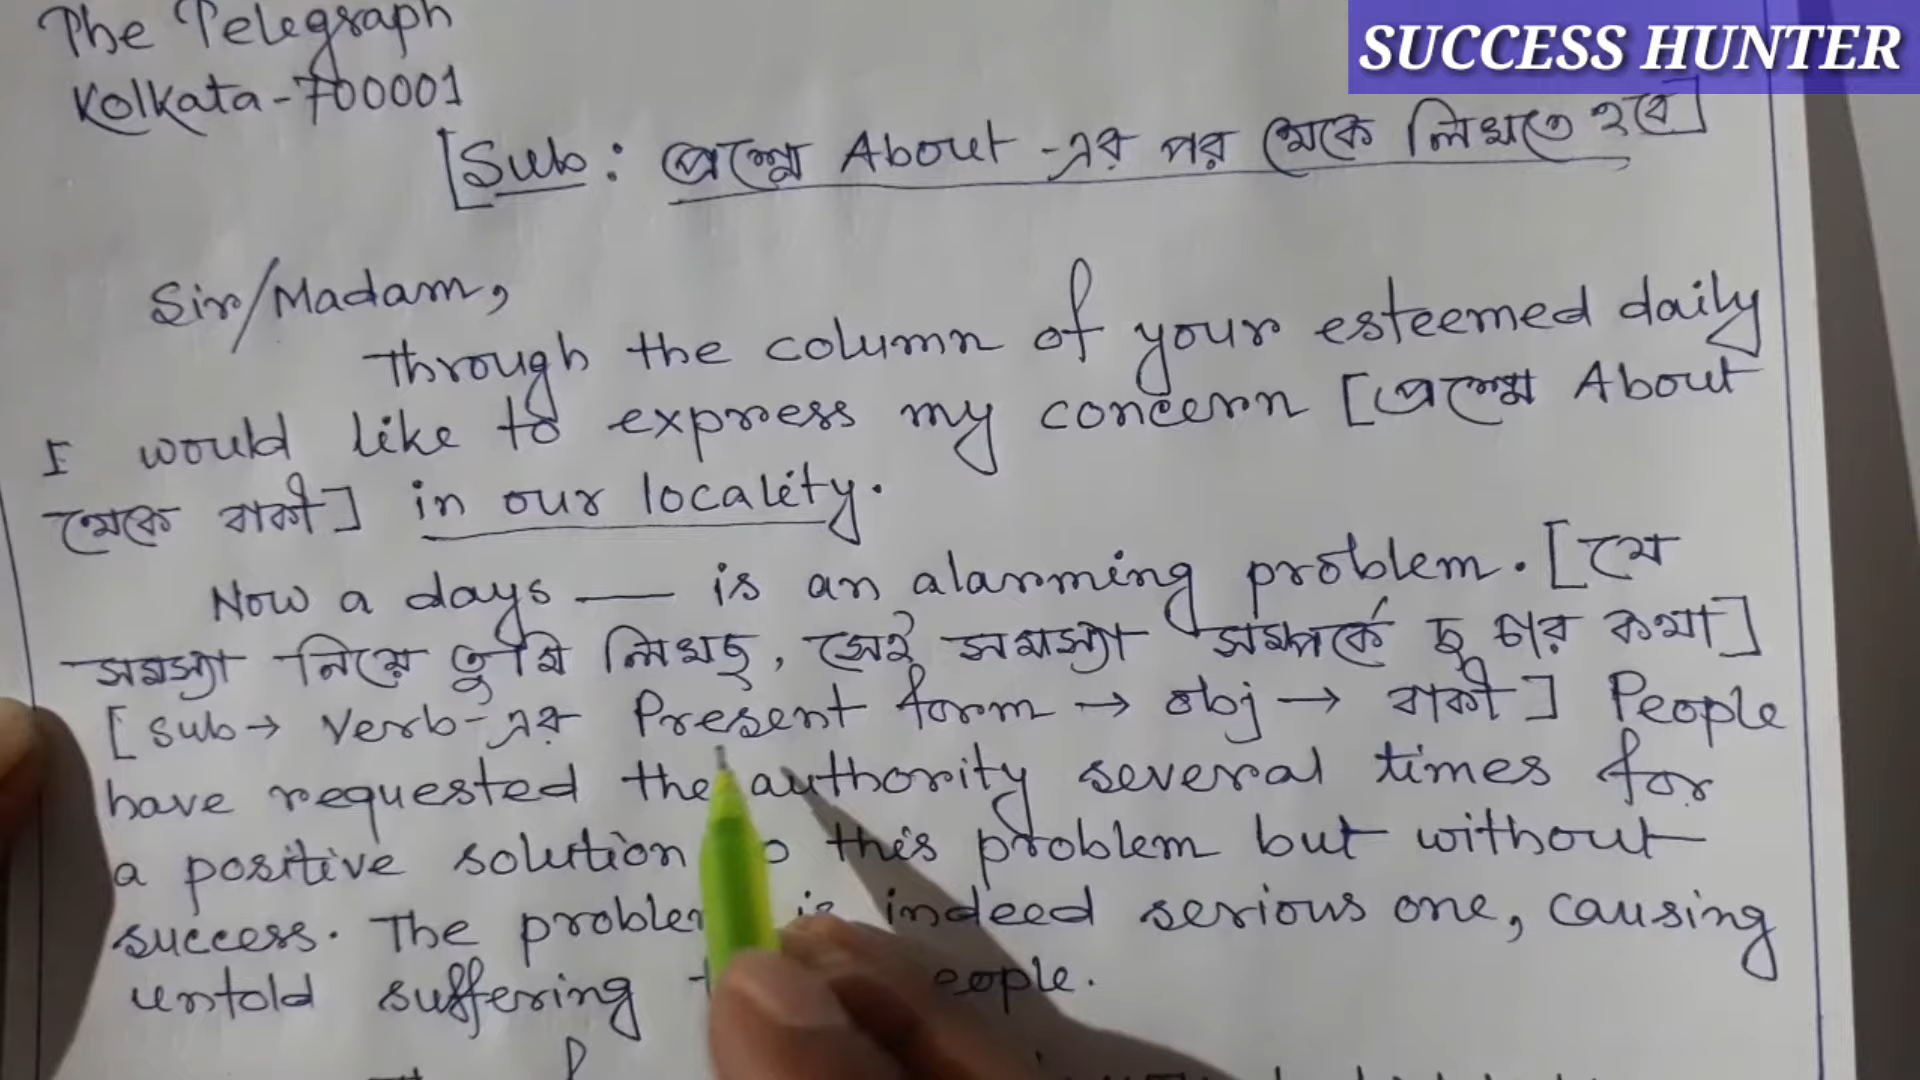 The Telegraph
SUCCESS HUNTER
Kolkata-700001
[Sub: প্রশ্নে About -এর পর থেকে লিখতে হবে]
Sir/Madam,
Through the column of your esteemed daily
I would like to express my concern [প্রশ্নে About
থেকে বাকী] in our locality.
Now a days — is an alarming problem. [যে
সমস্যা নিয়ে তুমি লিখছ, সেই সমস্যা সম্পর্কে দু চার কথা]
[Sub → Verb-এর Present form → obj → বাকী] People
have requested the authority several times for
a positive solution this problem but without
success. The problem is indeed serious one, causing
untold suffering